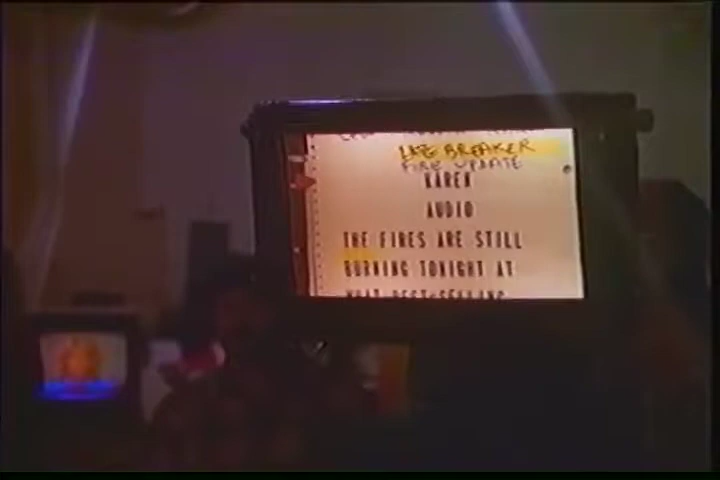 LATE BREAKER
FIRE UPDATE
KAREN
AUDIO
THE FIRES ARE STILL
BURNING TONIGHT AT